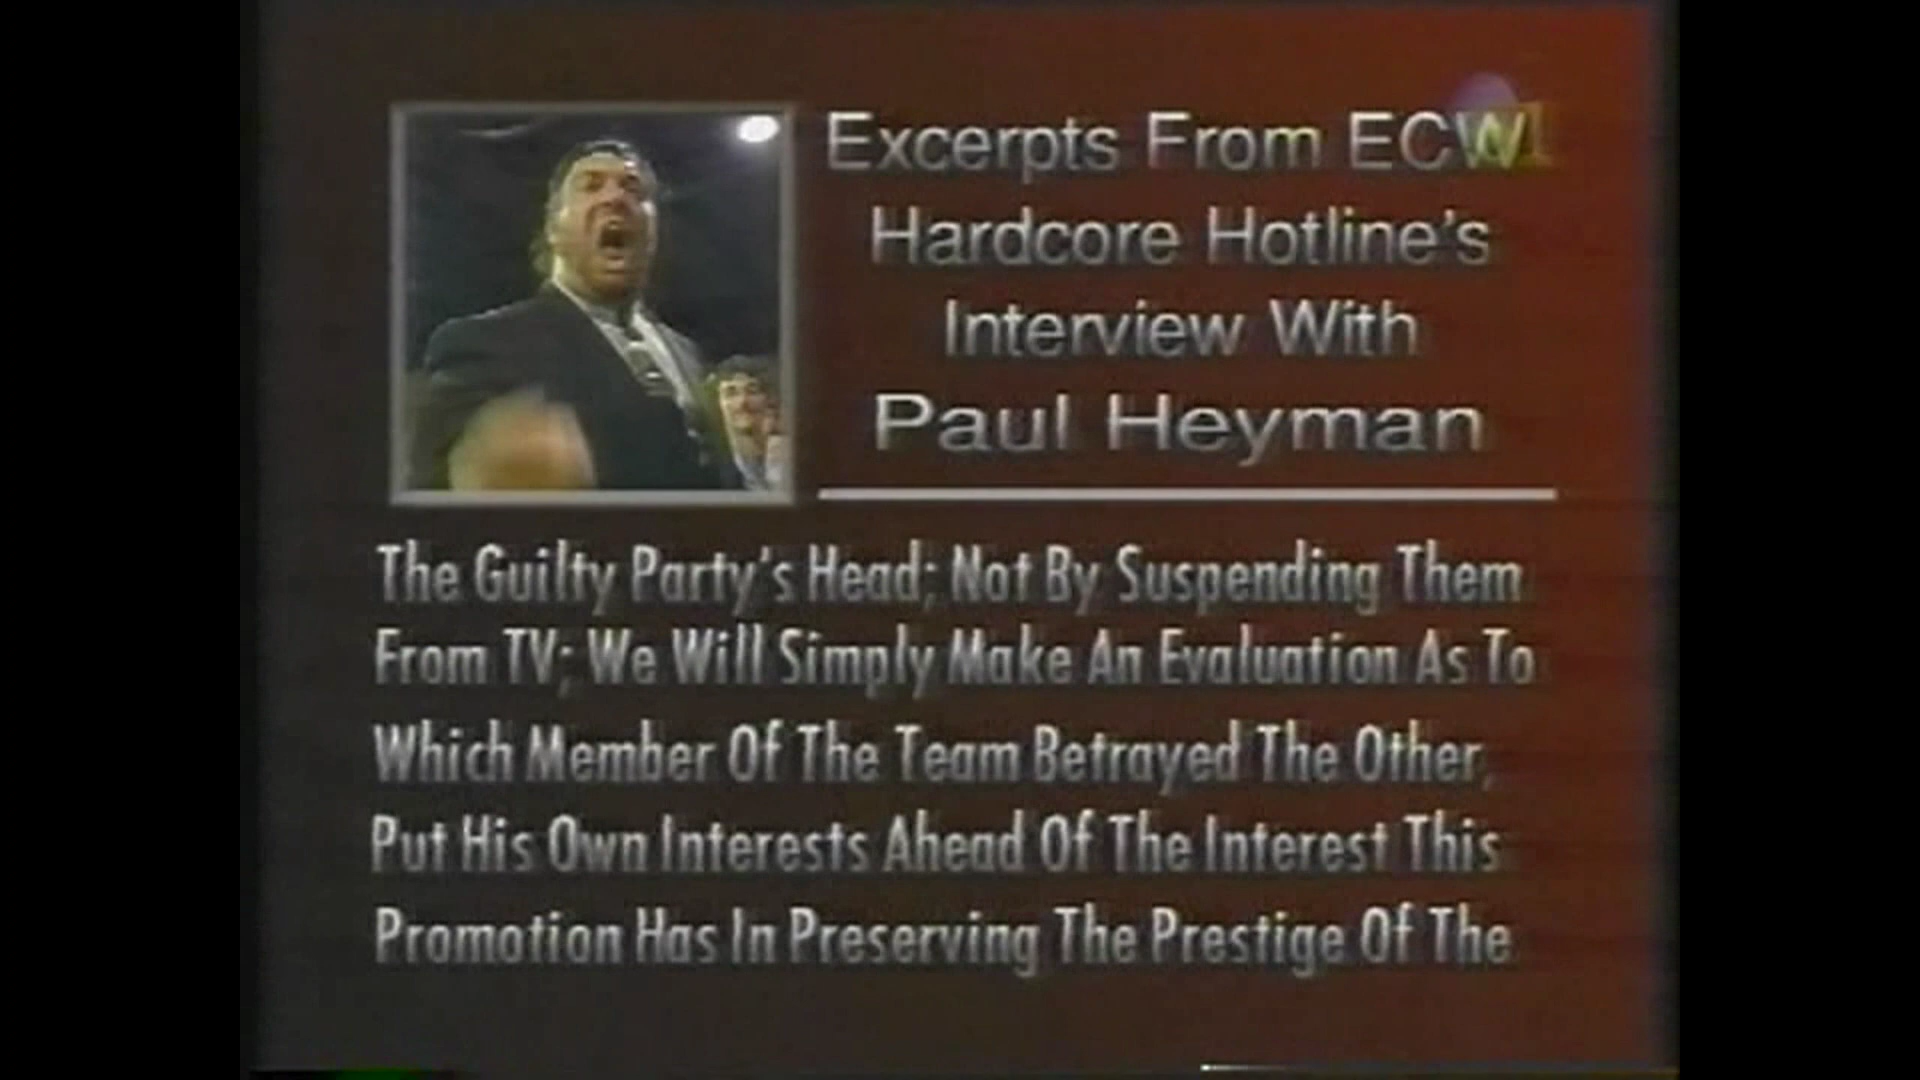 Excerpts From ECW
Hardcore Hotline's
Interview With
Paul Heyman
The Guilty Party's Head; Not By Suspending Them
From TV; We Will Simply Make An Evaluation As To
Which Member Of The Team Betrayed The Other,
Put His Own Interests Ahead Of The Interest This
Promotion Has In Preserving The Prestige Of The